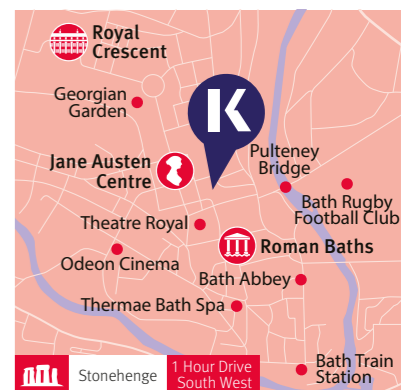 Royal
Crescent
Georgian
Garden
K
Jane Austen
Centre
Pulteney
Bridge
Bath Rugby
Football Club
Theatre Royal
Roman Baths
Odeon Cinema
Bath Abbey
Thermae Bath Spa
Bath Train
Station
Stonehenge
1 Hour Drive
South West